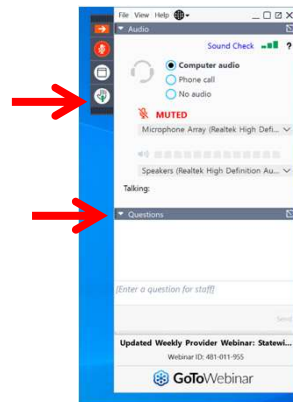 File View Help
Audio
Sound Check ?
Computer audio
Phone call
No audio
MUTED
Microphone Array (Realtek High Defi...
Speakers (Realtek High Definition Au...
Talking:
Questions
[Enter a question for staff]
Send
Updated Weekly Provider Webinar: Statewi...
Webinar ID: 481-011-955
GoToWebinar